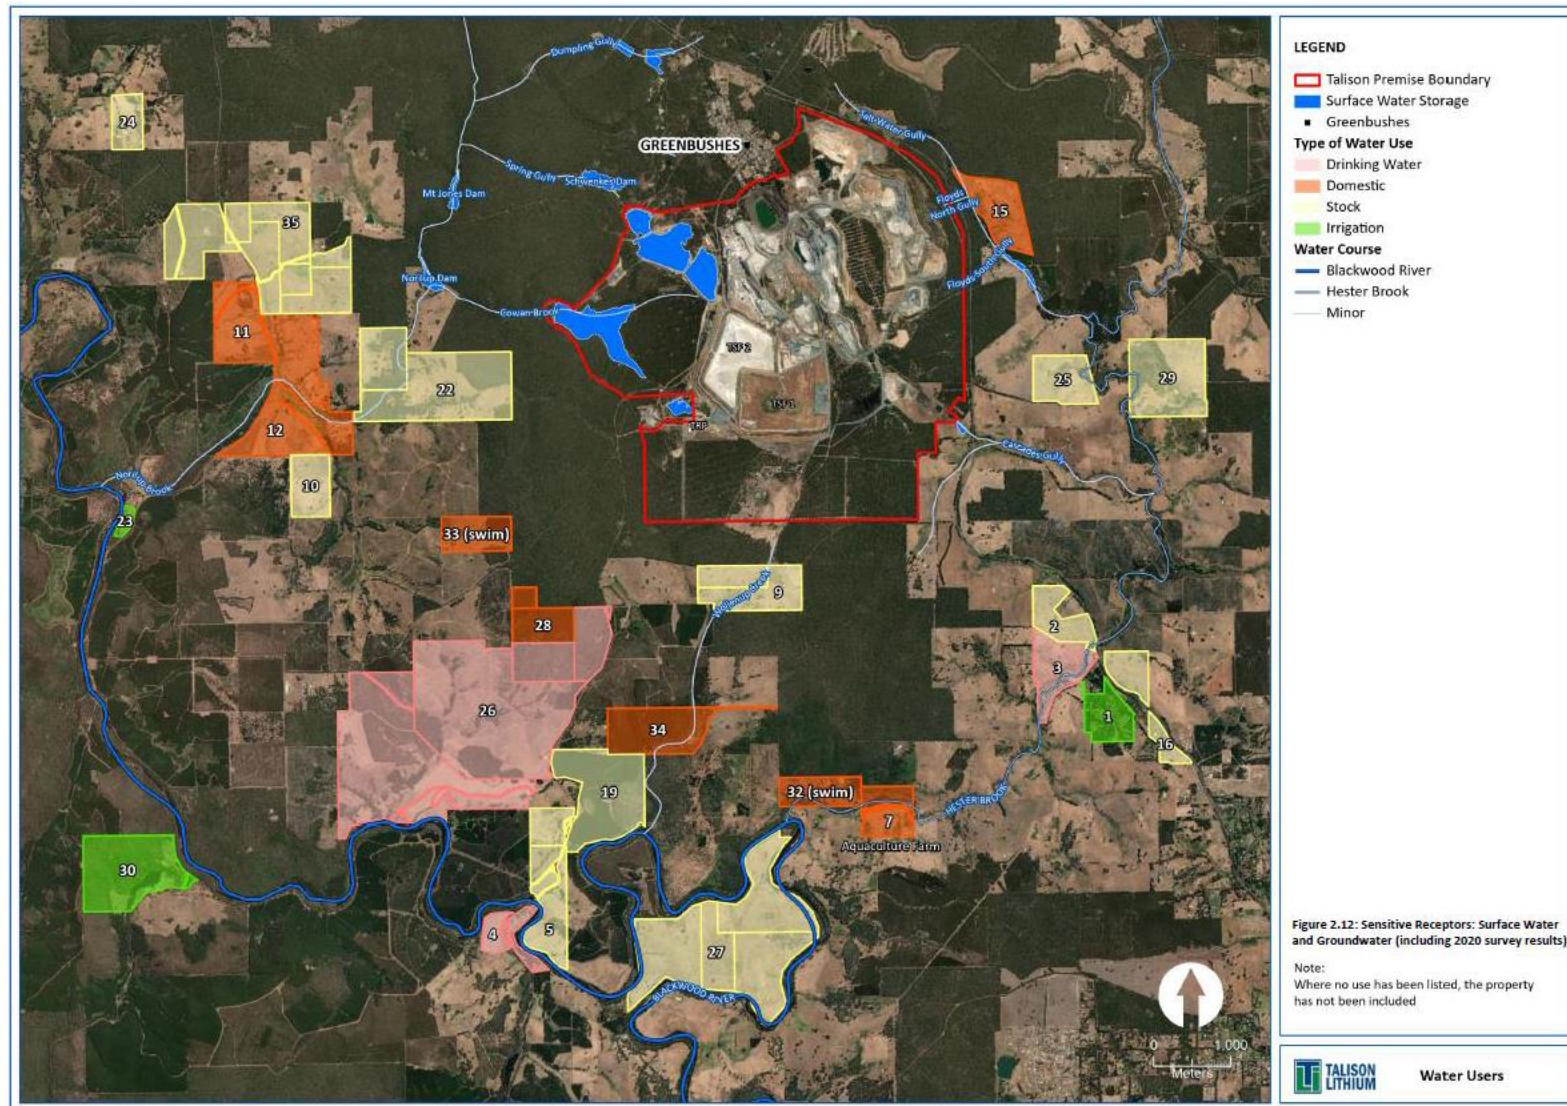 Dumpling Gully
24
GREENBUSHES
Salt-Water Gully
Spring Gully
Schwenkes Dam
Mt Jones Dam
Floyds
North Gully
15
35
Floyds South Gully
Norilup Dam
Cowan Brook
11
TSF 2
25
29
22
TSF 1
TRP
12
Cascades Gully
Norilup Brook
10
23
33 (swim)
9
Woljenup Creek
28
2
3
26
1
34
16
19
32 (swim)
HESTER BROOK
7
Aquaculture Farm
30
5
4
27
BLACKWOOD RIVER
0 1,000
Meters
LEGEND
Talison Premise Boundary
Surface Water Storage
Greenbushes
Type of Water Use
Drinking Water
Domestic
Stock
Irrigation
Water Course
Blackwood River
Hester Brook
Minor
Figure 2.12: Sensitive Receptors: Surface Water
and Groundwater (including 2020 survey results)
Note:
Where no use has been listed, the property
has not been included
TALISON
LITHIUM
Water Users